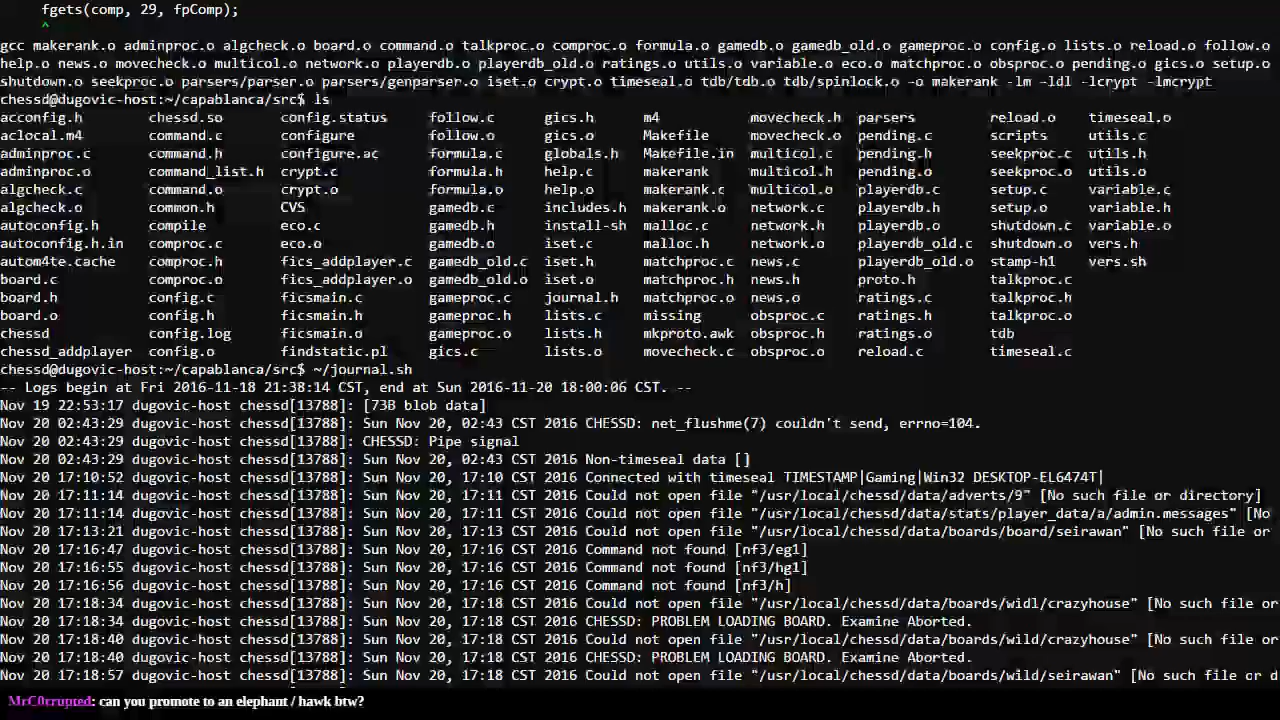 fgets(comp, 29, fpComp);
^
gcc makerank.o adminproc.o algcheck.o board.o command.o talkproc.o comproc.o formula.o gamedb.o gamedb_old.o gameproc.o config.o lists.o reload.o follow.o
help.o news.o movecheck.o multicol.o network.o playerdb.o playerdb_old.o ratings.o utils.o variable.o eco.o matchproc.o obsproc.o pending.o gics.o setup.o
shutdown.o seekproc.o parsers/parser.o parsers/genparser.o iset.o crypt.o timeseal.o tdb/tdb.o tdb/spinlock.o -o makerank -lm -ldl -lcrypt -lmcrypt
chessd@dugovic-host:~/capablanca/src$ ls
acconfig.h chessd.so config.status follow.c gics.h m4 movecheck.h parsers reload.o timeseal.o
aclocal.m4 command.c configure follow.o gics.o Makefile movecheck.o pending.c scripts utils.c
adminproc.c command.h configure.ac formula.c globals.h Makefile.in multicol.c pending.h seekproc.c utils.h
adminproc.o command_list.h crypt.c formula.h help.c makerank multicol.h pending.o seekproc.o utils.o
algcheck.c command.o crypt.o formula.o help.o makerank.c multicol.o playerdb.c setup.c variable.c
algcheck.o common.h CVS gamedb.c includes.h makerank.o network.c playerdb.h setup.o variable.h
autoconfig.h compile eco.c gamedb.h install-sh malloc.c network.h playerdb.o shutdown.c variable.o
autoconfig.h.in comproc.c eco.o gamedb.o iset.c malloc.h network.o playerdb_old.c shutdown.o vers.h
autom4te.cache comproc.h fics_addplayer.c gamedb_old.c iset.h matchproc.c news.c playerdb_old.o stamp-h1 vers.sh
board.c comproc.o fics_addplayer.o gamedb_old.o iset.o matchproc.h news.h proto.h talkproc.c
board.h config.c ficsmain.c gameproc.c journal.h matchproc.o news.o ratings.c talkproc.h
board.o config.h ficsmain.h gameproc.h lists.c missing obsproc.c ratings.h talkproc.o
chessd config.log ficsmain.o gameproc.o lists.h mkproto.awk obsproc.h ratings.o tdb
chessd_addplayer config.o findstatic.pl gics.c lists.o movecheck.c obsproc.o reload.c timeseal.c
chessd@dugovic-host:~/capablanca/src$ ~/journal.sh
-- Logs begin at Fri 2016-11-18 21:38:14 CST, end at Sun 2016-11-20 18:00:06 CST. --
Nov 19 22:53:17 dugovic-host chessd[13788]: [73B blob data]
Nov 20 02:43:29 dugovic-host chessd[13788]: Sun Nov 20, 02:43 CST 2016 CHESSD: net_flushme(7) couldn't send, errno=104.
Nov 20 02:43:29 dugovic-host chessd[13788]: CHESSD: Pipe signal
Nov 20 02:43:29 dugovic-host chessd[13788]: Sun Nov 20, 02:43 CST 2016 Non-timeseal data []
Nov 20 17:10:52 dugovic-host chessd[13788]: Sun Nov 20, 17:10 CST 2016 Connected with timeseal TIMESTAMP|Gaming|Win32 DESKTOP-EL6474T|
Nov 20 17:11:14 dugovic-host chessd[13788]: Sun Nov 20, 17:11 CST 2016 Could not open file "/usr/local/chessd/data/adverts/9" [No such file or directory]
Nov 20 17:11:14 dugovic-host chessd[13788]: Sun Nov 20, 17:11 CST 2016 Could not open file "/usr/local/chessd/data/stats/player_data/a/admin.messages" [No
Nov 20 17:13:21 dugovic-host chessd[13788]: Sun Nov 20, 17:13 CST 2016 Could not open file "/usr/local/chessd/data/boards/board/seirawan" [No such file or
Nov 20 17:16:47 dugovic-host chessd[13788]: Sun Nov 20, 17:16 CST 2016 Command not found [nf3/eg1]
Nov 20 17:16:55 dugovic-host chessd[13788]: Sun Nov 20, 17:16 CST 2016 Command not found [nf3/hg1]
Nov 20 17:16:56 dugovic-host chessd[13788]: Sun Nov 20, 17:16 CST 2016 Command not found [nf3/h]
Nov 20 17:18:34 dugovic-host chessd[13788]: Sun Nov 20, 17:18 CST 2016 Could not open file "/usr/local/chessd/data/boards/widl/crazyhouse" [No such file or
Nov 20 17:18:34 dugovic-host chessd[13788]: Sun Nov 20, 17:18 CST 2016 CHESSD: PROBLEM LOADING BOARD. Examine Aborted.
Nov 20 17:18:40 dugovic-host chessd[13788]: Sun Nov 20, 17:18 CST 2016 Could not open file "/usr/local/chessd/data/boards/wild/crazyhouse" [No such file or
Nov 20 17:18:40 dugovic-host chessd[13788]: Sun Nov 20, 17:18 CST 2016 CHESSD: PROBLEM LOADING BOARD. Examine Aborted.
Nov 20 17:18:57 dugovic-host chessd[13788]: Sun Nov 20, 17:18 CST 2016 Could not open file "/usr/local/chessd/data/boards/wild/seirawan" [No such file or d
MrC0rrupted: can you promote to an elephant / hawk btw?